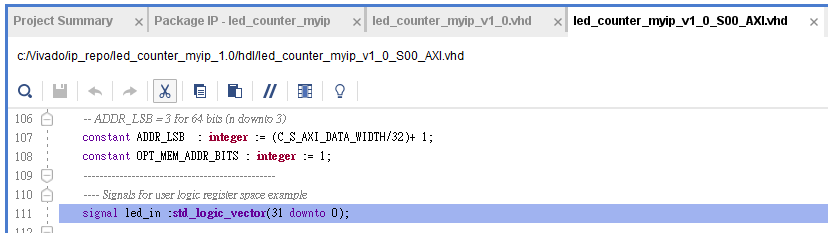 Project Summary × Package IP - led_counter_myip × led_counter_myip_v1_0.vhd × led_counter_myip_v1_0_S00_AXI.vhd ×
c:/Vivado/ip_repo/led_counter_myip_1.0/hdl/led_counter_myip_v1_0_S00_AXI.vhd
106 -- ADDR_LSB = 3 for 64 bits (n downto 3)
107 constant ADDR_LSB : integer := (C_S_AXI_DATA_WIDTH/32)+ 1;
108 constant OPT_MEM_ADDR_BITS : integer := 1;
109 ------------------------------------------------
110 ---- Signals for user logic register space example
111 signal led_in :std_logic_vector(31 downto 0);
112